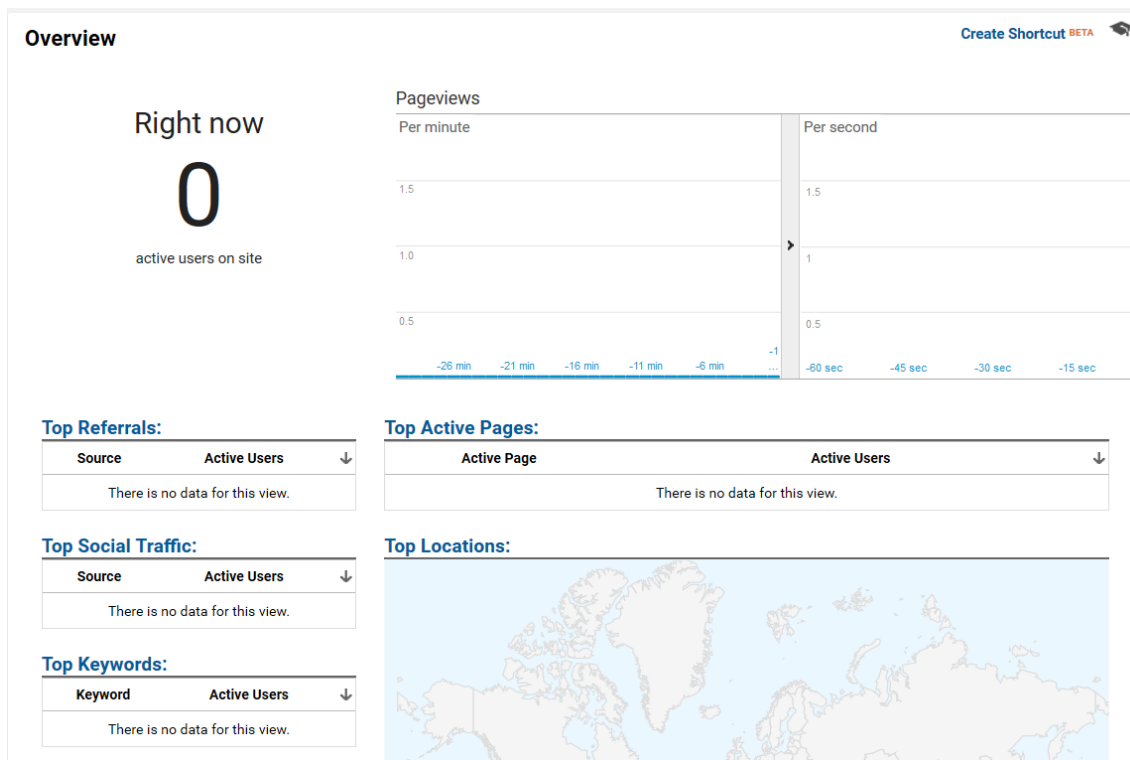 Overview
Create Shortcut BETA
Right now
0
active users on site
Pageviews
Per minute
Per second
1.5
1.0
0.5
-26 min -21 min -16 min -11 min -6 min -1
...
1.5
1
0.5
-60 sec -45 sec -30 sec -15 sec
Top Referrals:
Source Active Users
There is no data for this view.
Top Active Pages:
Active Page Active Users
There is no data for this view.
Top Social Traffic:
Source Active Users
There is no data for this view.
Top Locations:
Top Keywords:
Keyword Active Users
There is no data for this view.